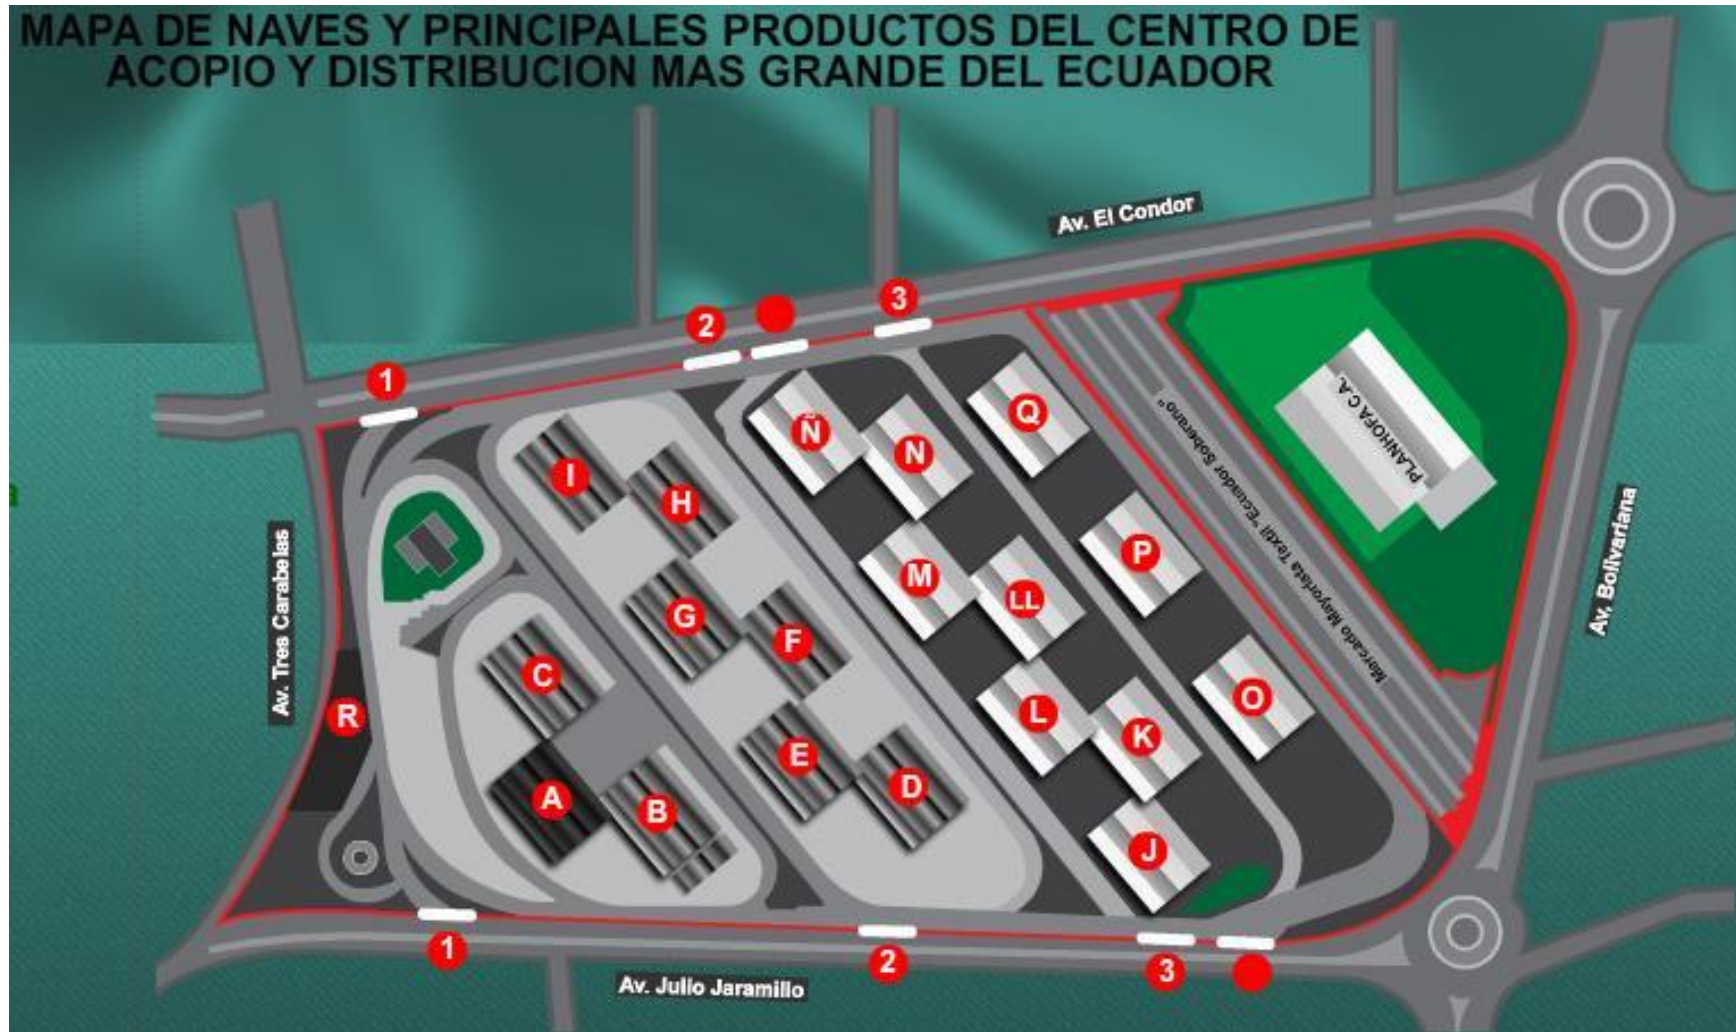 MAPA DE NAVES Y PRINCIPALES PRODUCTOS DEL CENTRO DE
ACOPIO Y DISTRIBUCION MAS GRANDE DEL ECUADOR
Av. El Condor
3
2
1
Q
Ñ
N
I
H
PLANHOFA C.A.
Mercado Mayorista Textil "Ecuador Soberano"
P
M
LL
G
F
Av. Bolivariana
Av. Tres Carabelas
C
R
O
L
K
E
D
A
B
J
1
2
3
Av. Julio Jaramillo